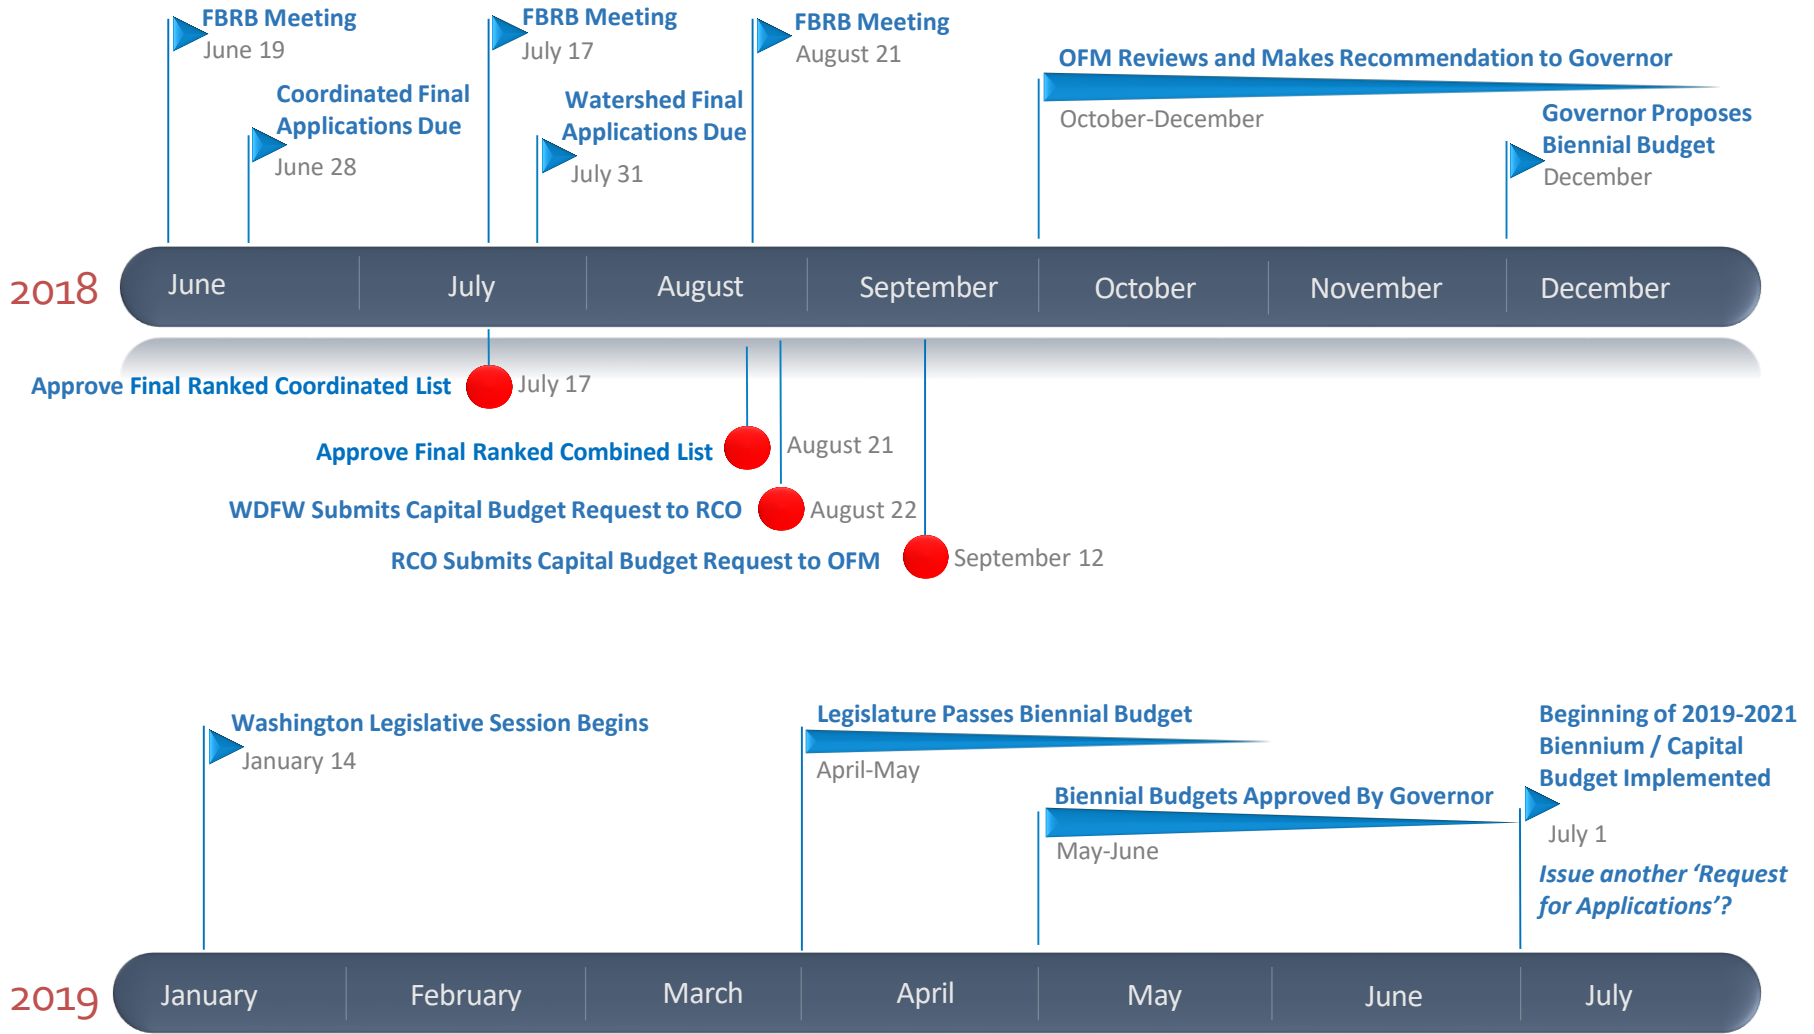 FBRB Meeting
June 19
Coordinated Final
Applications Due
June 28
FBRB Meeting
July 17
Watershed Final
Applications Due
July 31
FBRB Meeting
August 21
OFM Reviews and Makes Recommendation to Governor
October-December
Governor Proposes
Biennial Budget
December
2018
June
July
August
September
October
November
December
Approve Final Ranked Coordinated List
July 17
Approve Final Ranked Combined List
August 21
WDFW Submits Capital Budget Request to RCO
August 22
RCO Submits Capital Budget Request to OFM
September 12
Washington Legislative Session Begins
January 14
Legislature Passes Biennial Budget
April-May
Biennial Budgets Approved By Governor
May-June
Beginning of 2019-2021
Biennium / Capital
Budget Implemented
July 1
Issue another ‘Request
for Applications’?
2019
January
February
March
April
May
June
July